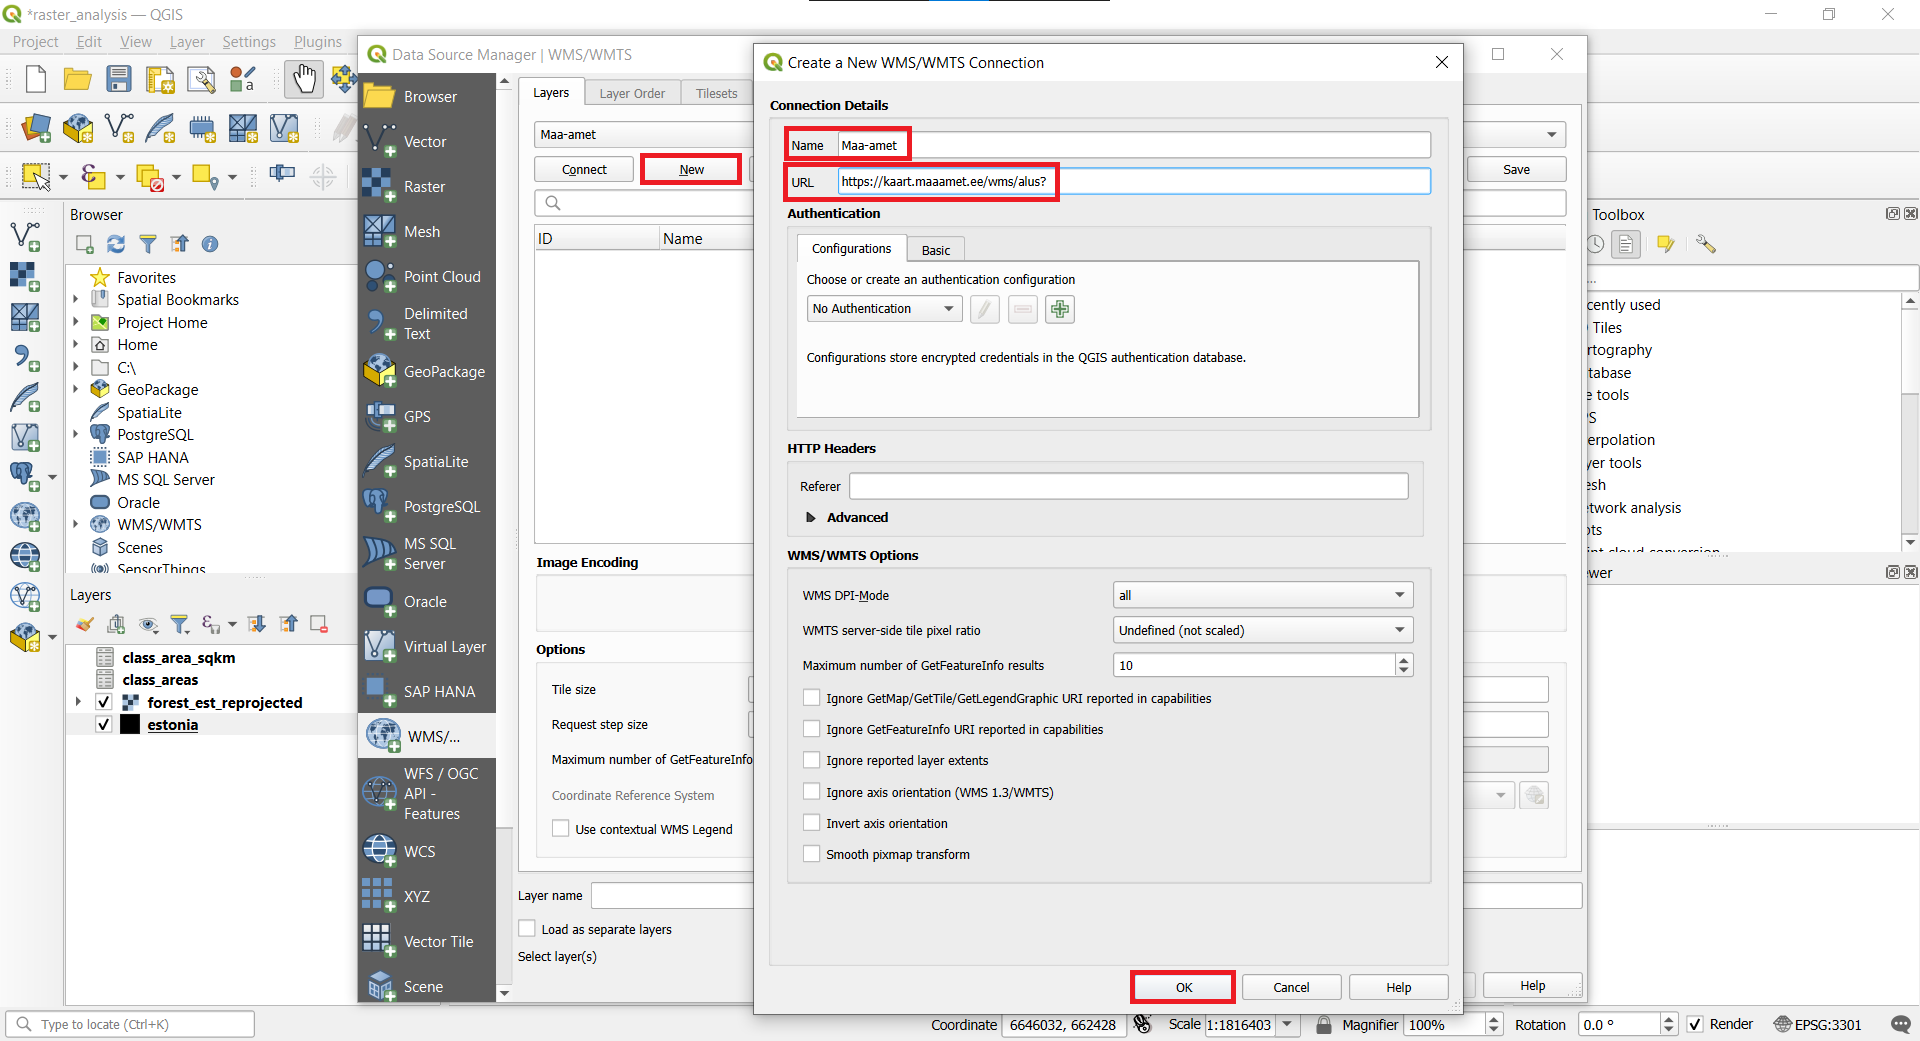 *raster_analysis — QGIS
Project Edit View Layer Settings Plugins
Browser
Favorites
Spatial Bookmarks
Project Home
Home
C:\
GeoPackage
SpatiaLite
PostgreSQL
SAP HANA
MS SQL Server
Oracle
WMS/WMTS
Scenes
SensorThings
Layers
class_area_sqkm
class_areas
forest_est_reprojected
estonia
Data Source Manager | WMS/WMTS
Browser
Vector
Raster
Mesh
Point Cloud
Delimited
Text
GeoPackage
GPS
SpatiaLite
PostgreSQL
MS SQL
Server
Oracle
Virtual Layer
SAP HANA
WMS/...
WFS / OGC
API -
Features
WCS
XYZ
Vector Tile
Scene
Layers Layer Order Tilesets
Maa-amet
Connect New Save
ID Name
Image Encoding
Options
Tile size
Request step size
Maximum number of GetFeatureInfo
Coordinate Reference System
Use contextual WMS Legend
Layer name
Load as separate layers
Select layer(s)
Help
Create a New WMS/WMTS Connection
Connection Details
Name Maa-amet
URL https://kaart.maaamet.ee/wms/alus?
Authentication
Configurations Basic
Choose or create an authentication configuration
No Authentication
Configurations store encrypted credentials in the QGIS authentication database.
HTTP Headers
Referer
Advanced
WMS/WMTS Options
WMS DPI-Mode all
WMTS server-side tile pixel ratio Undefined (not scaled)
Maximum number of GetFeatureInfo results 10
Ignore GetMap/GetTile/GetLegendGraphic URI reported in capabilities
Ignore GetFeatureInfo URI reported in capabilities
Ignore reported layer extents
Ignore axis orientation (WMS 1.3/WMTS)
Invert axis orientation
Smooth pixmap transform
OK Cancel Help
Toolbox
...
cently used
Tiles
rtography
tabase
e tools
S
erpolation
yer tools
esh
twork analysis
ots
int cloud conversion
wer
Type to locate (Ctrl+K)
Coordinate 6646032, 662428 Scale 1:1816403 Magnifier 100% Rotation 0.0 ° Render EPSG:3301